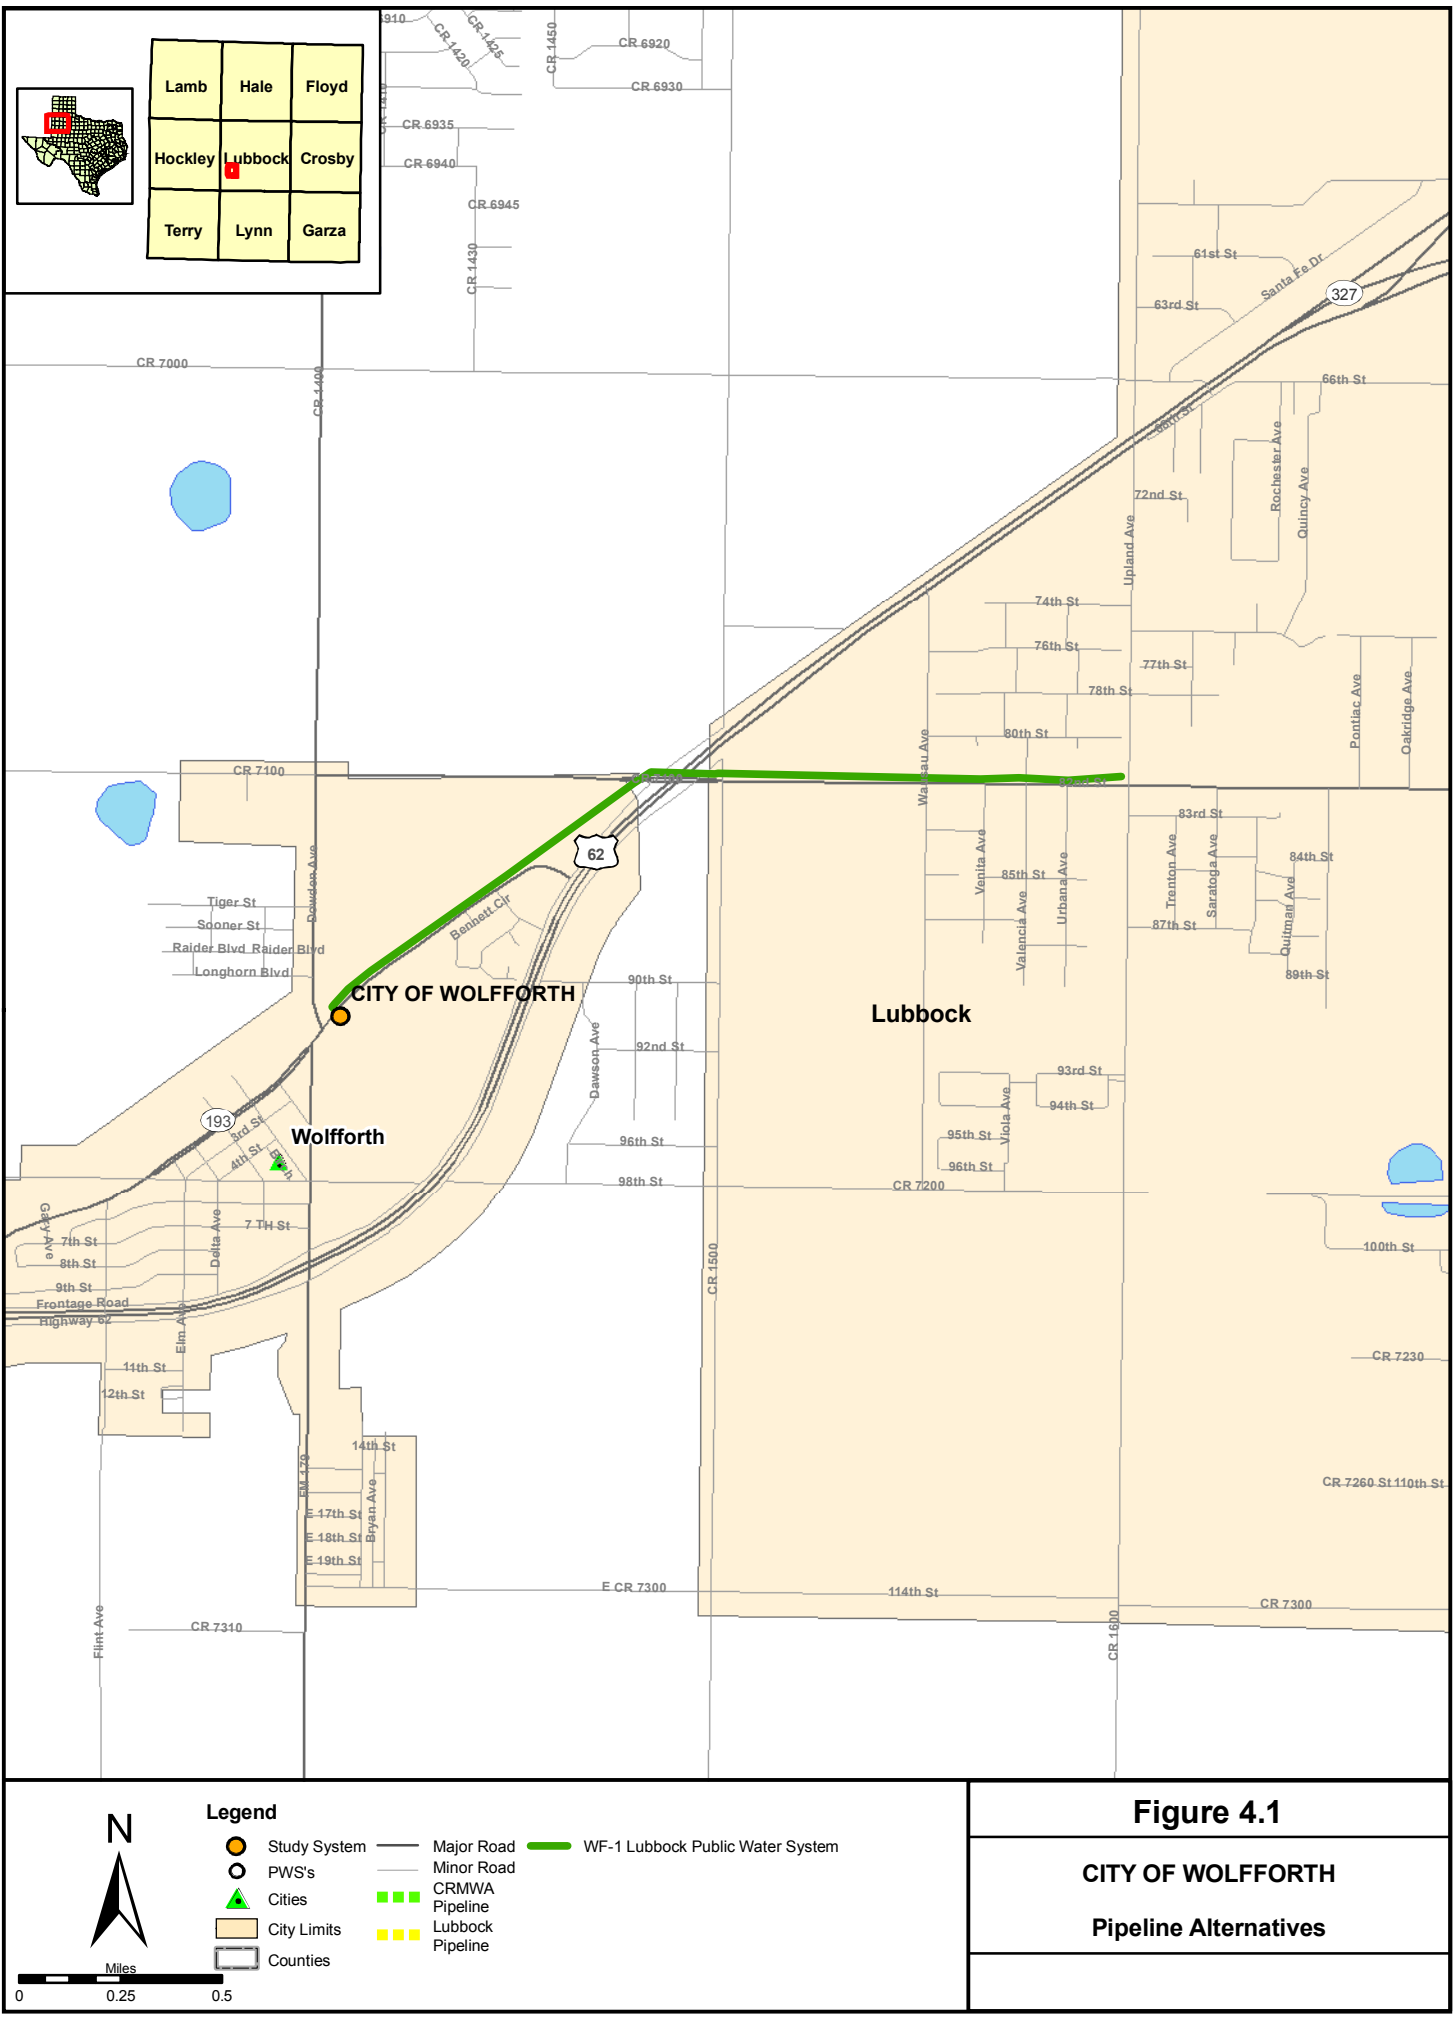 Lamb
Hale
Floyd
Hockley
Lubbock
Crosby
Terry
Lynn
Garza
CR 1420
CR 1425
CR 1450
CR 6920
CR 6930
CR 6935
CR 6940
CR 6945
CR 1430
61st St
Santa Fe Dr
327
63rd St
CR 7000
CR 1400
66th St
Rochester Ave
Quincy Ave
72nd St
Upland Ave
74th St
76th St
77th St
78th St
80th St
Pontiac Ave
Oakridge Ave
Wausau Ave
CR 7100
82nd St
83rd St
62
Dowden Ave
Venita Ave
Valencia Ave
Urbana Ave
Trenton Ave
Saratoga Ave
Quitman Ave
84th St
85th St
87th St
89th St
Tiger St
Sooner St
Raider Blvd
Raider Blvd
Longhorn Blvd
Bennett Cir
90th St
CITY OF WOLFFORTH
Lubbock
Dawson Ave
92nd St
93rd St
94th St
Viola Ave
95th St
96th St
193
3rd St
4th St
Wolfforth
96th St
98th St
CR 7200
Gary Ave
7th St
7 TH St
Delta Ave
8th St
9th St
Frontage Road
Highway 62
Elm Ave
CR 1500
100th St
11th St
12th St
CR 7230
14th St
FM 179
Bryan Ave
E 17th St
E 18th St
E 19th St
CR 7260 St 110th St
E CR 7300
114th St
CR 7300
Flint Ave
CR 7310
CR 1600
N
Miles
0 0.25 0.5
Legend
Study System
PWS's
Cities
City Limits
Counties
Major Road
Minor Road
CRMWA
Pipeline
Lubbock
Pipeline
WF-1 Lubbock Public Water System
Figure 4.1
CITY OF WOLFFORTH
Pipeline Alternatives